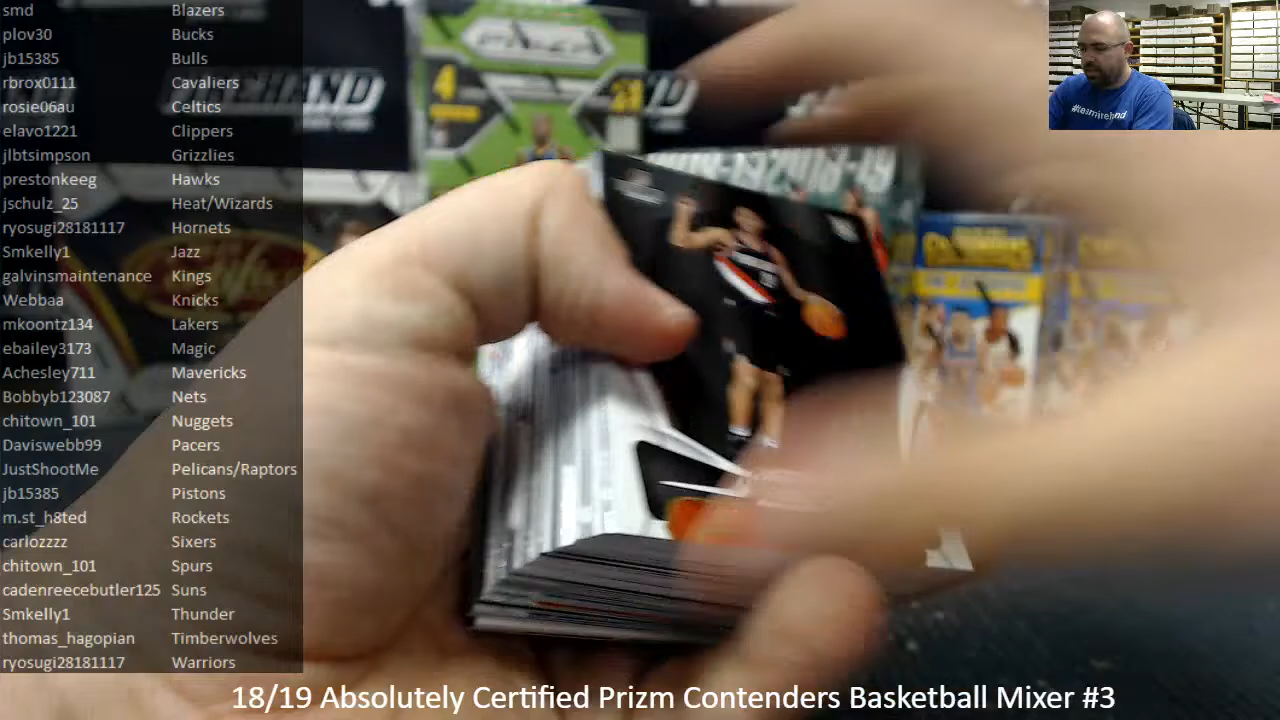 smd Blazers
plov30 Bucks
jb15385 Bulls
rbrox0111 Cavaliers
rosie06au Celtics
elavo1221 Clippers
jlbtsimpson Grizzlies
prestonkeeg Hawks
jschulz_25 Heat/Wizards
ryosugi28181117 Hornets
Smkelly1 Jazz
galvinsmaintenance Kings
Webbaa Knicks
mkoontz134 Lakers
ebailey3173 Magic
Achesley711 Mavericks
Bobbyb123087 Nets
chitown_101 Nuggets
Daviswebb99 Pacers
JustShootMe Pelicans/Raptors
jb15385 Pistons
m.st_h8ted Rockets
carlozzzz Sixers
chitown_101 Spurs
cadenreecebutler125 Suns
Smkelly1 Thunder
thomas_hagopian Timberwolves
ryosugi28181117 Warriors
4
18/19 Absolutely Certified Prizm Contenders Basketball Mixer #3